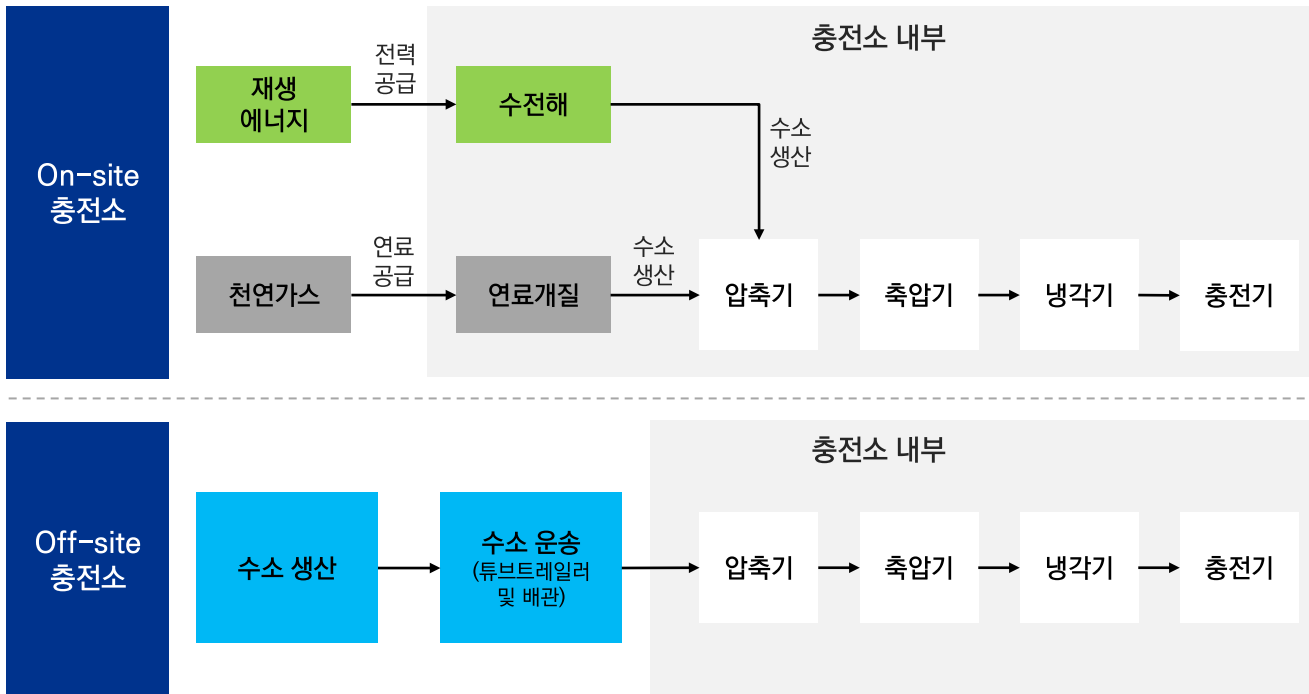 On-site
충전소
충전소 내부
재생
에너지
전력
공급
수전해
수소
생산
천연가스
연료
공급
연료개질
수소
생산
압축기
축압기
냉각기
충전기
Off-site
충전소
충전소 내부
수소 생산
수소 운송
(튜브트레일러
및 배관)
압축기
축압기
냉각기
충전기